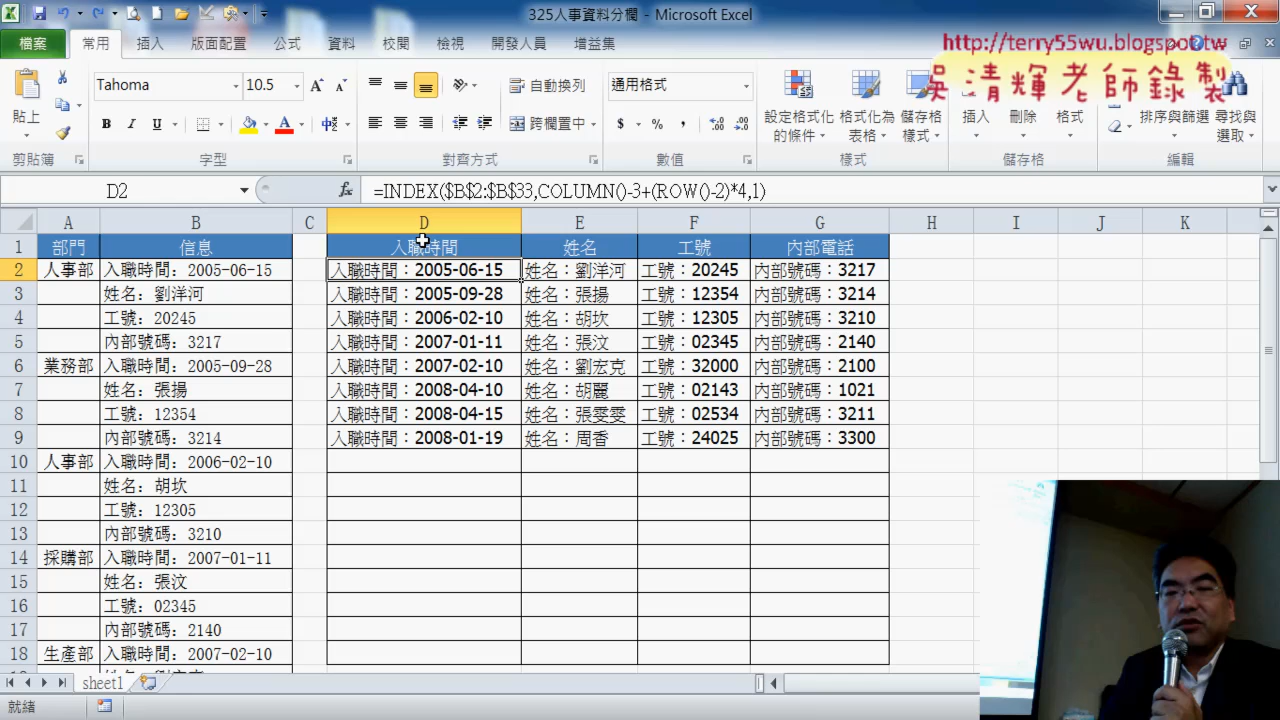 325人事資料分欄 - Microsoft Excel
檔案 常用 插入 版面配置 公式 資料 校閱 檢視 開發人員 增益集
http://terry55wu.blogspot.tw
吳清輝老師錄製
貼上 Tahoma 10.5 自動換列 通用格式
B I U 跨欄置中 $ % , 設定格式化的條件 格式化為表格 儲存格樣式 插入 刪除 格式 排序與篩選 尋找與選取
剪貼簿 字型 對齊方式 數值 樣式 儲存格 編輯
D2 fx =INDEX($B$2:$B$33,COLUMN()-3+(ROW()-2)*4,1)
A B C D E F G H I J K
1 部門 信息 入職時間 姓名 工號 內部電話
2 人事部 入職時間: 2005-06-15 入職時間：2005-06-15 姓名：劉洋河 工號：20245 內部號碼：3217
3 姓名: 劉洋河 入職時間：2005-09-28 姓名：張揚 工號：12354 內部號碼：3214
4 工號: 20245 入職時間：2006-02-10 姓名：胡坎 工號：12305 內部號碼：3210
5 內部號碼: 3217 入職時間：2007-01-11 姓名：張汶 工號：02345 內部號碼：2140
6 業務部 入職時間: 2005-09-28 入職時間：2007-02-10 姓名：劉宏克 工號：32000 內部號碼：2100
7 姓名: 張揚 入職時間：2008-04-10 姓名：胡麗 工號：02143 內部號碼：1021
8 工號: 12354 入職時間：2008-04-15 姓名：張雯雯 工號：02534 內部號碼：3211
9 內部號碼: 3214 入職時間：2008-01-19 姓名：周香 工號：24025 內部號碼：3300
10 人事部 入職時間: 2006-02-10
11 姓名: 胡坎
12 工號: 12305
13 內部號碼: 3210
14 採購部 入職時間: 2007-01-11
15 姓名: 張汶
16 工號: 02345
17 內部號碼: 2140
18 生產部 入職時間: 2007-02-10
sheet1
就緒